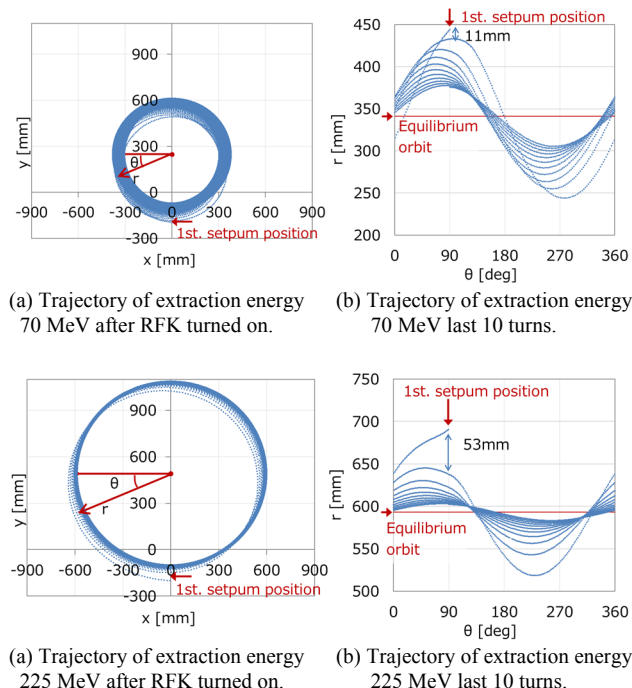 900
600
300
0
-300
-900 -600 -300 0 300 600 900
y [mm]
x [mm]
θ
r
1st. setpum position
(a) Trajectory of extraction energy
70 MeV after RFK turned on.
1st. setpum position
11mm
450
400
350
300
250
200
r [mm]
Equilibrium
orbit
0 90 180 270 360
θ [deg]
(b) Trajectory of extraction energy
70 MeV last 10 turns.
900
600
300
0
-300
-900 -600 -300 0 300 600 900
y [mm]
x [mm]
θ
r
1st. setpum position
(a) Trajectory of extraction energy
225 MeV after RFK turned on.
1st. setpum position
53mm
750
700
650
600
550
500
r [mm]
Equilibrium
orbit
0 90 180 270 360
θ [deg]
(b) Trajectory of extraction energy
225 MeV last 10 turns.